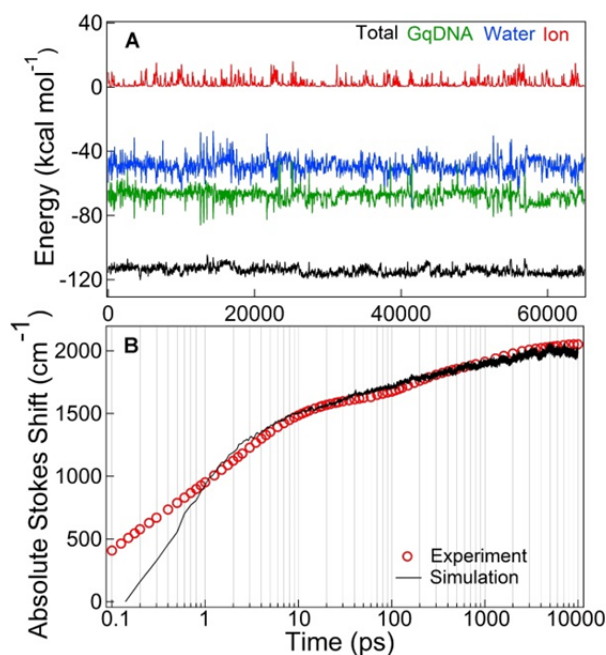 A
Total GqDNA Water Ion
Energy (kcal mol⁻¹)
0
-40
-80
-120
0 20000 40000 60000
B
Absolute Stokes Shift (cm⁻¹)
2000
1500
1000
500
0
Experiment
Simulation
0.1 1 10 100 1000 10000
Time (ps)